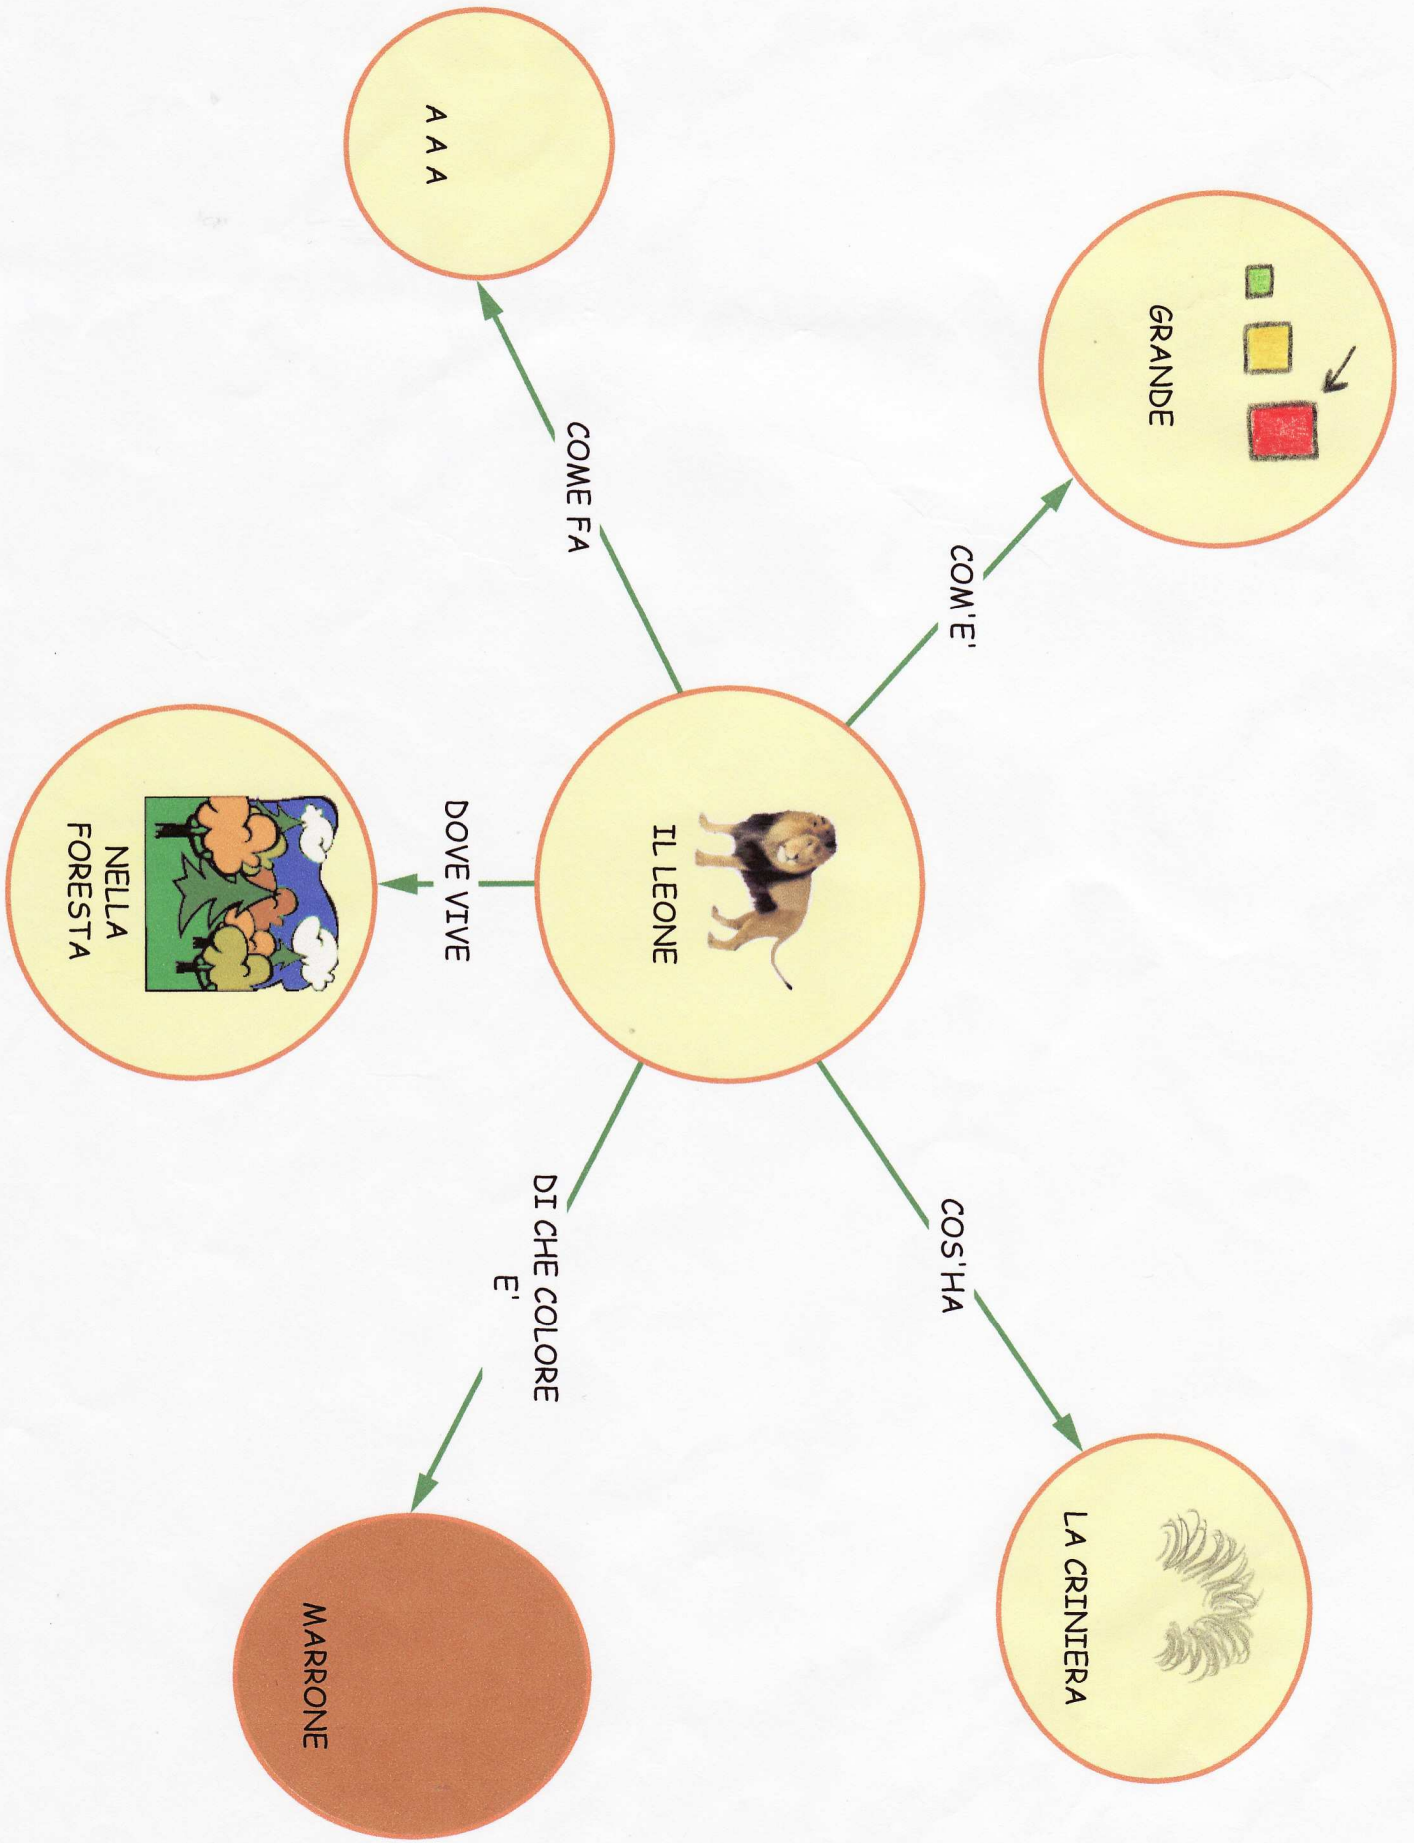 GRANDE
COM'E'
COS'HA
LA CRINIERA
IL LEONE
A A A
COME FA
DOVE VIVE
DI CHE COLORE
E'
NELLA
FORESTA
MARRONE